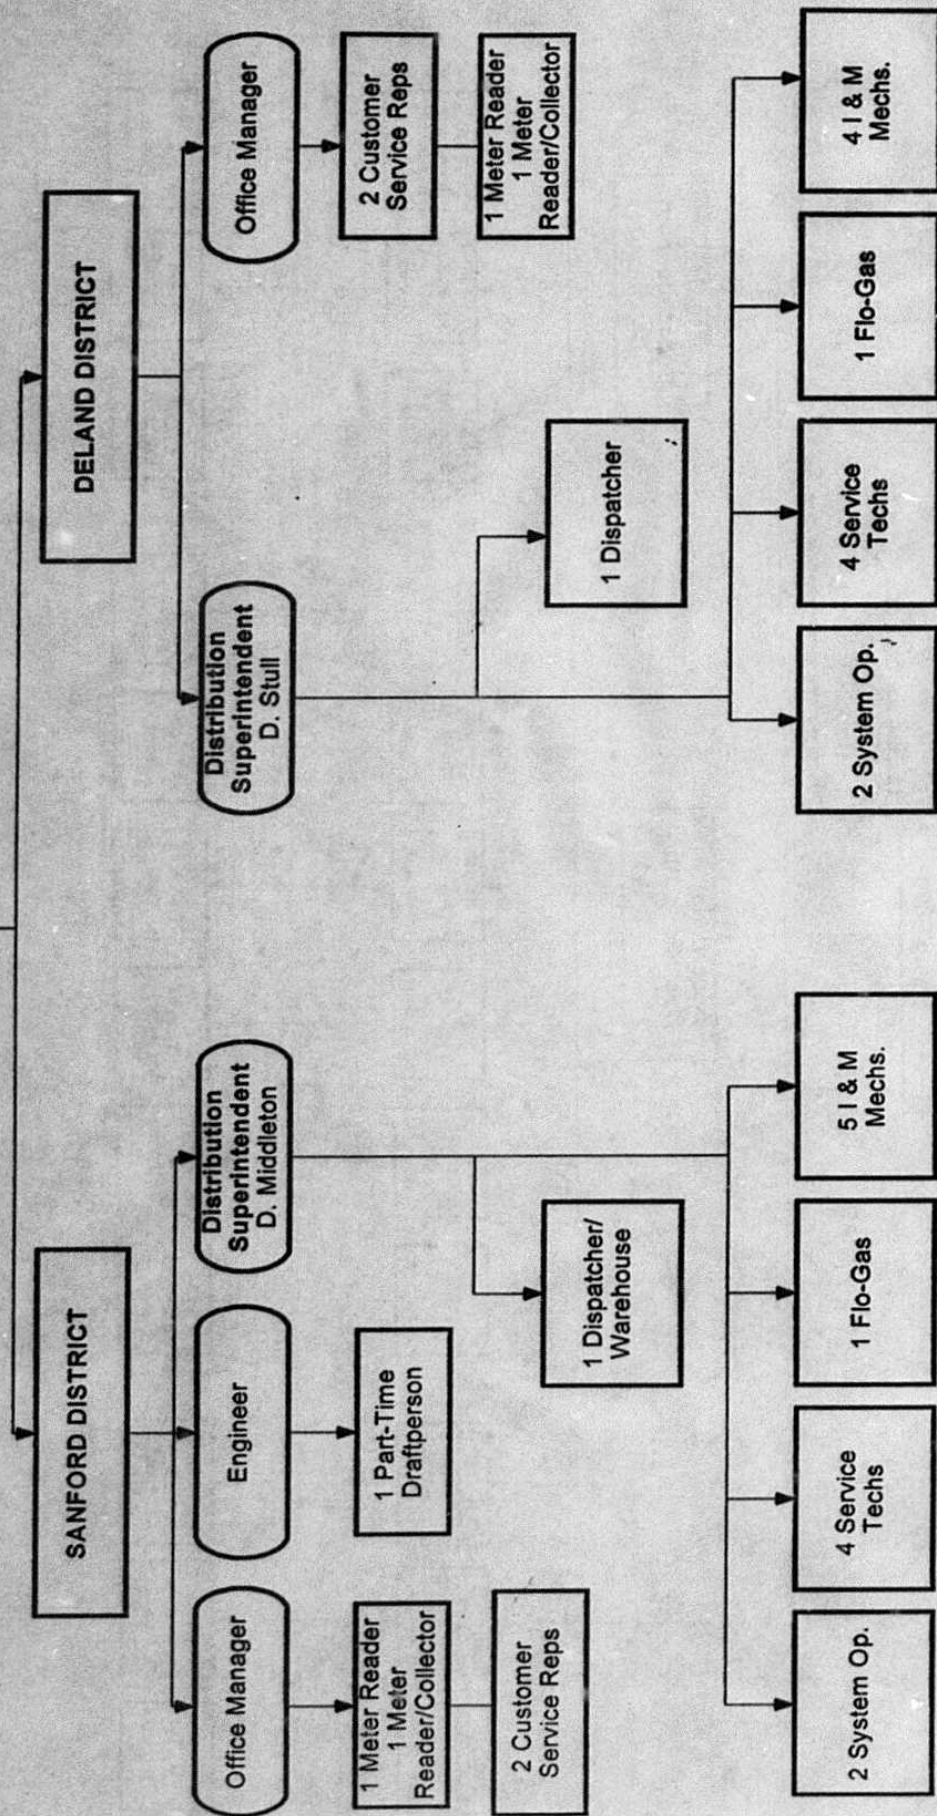 SANFORD DISTRICT
DELAND DISTRICT
Office Manager
Engineer
Distribution
Superintendent
D. Middleton
Distribution
Superintendent
D. Stull
Office Manager
1 Meter Reader
1 Meter
Reader/Collector
2 Customer
Service Reps
1 Part-Time
Draftperson
2 Customer
Service Reps
1 Meter Reader
1 Meter
Reader/Collector
1 Dispatcher/
Warehouse
1 Dispatcher
2 System Op.
4 Service
Techs
1 Flo-Gas
5 I & M
Mechs.
2 System Op.
4 Service
Techs
1 Flo-Gas
4 I & M
Mechs.